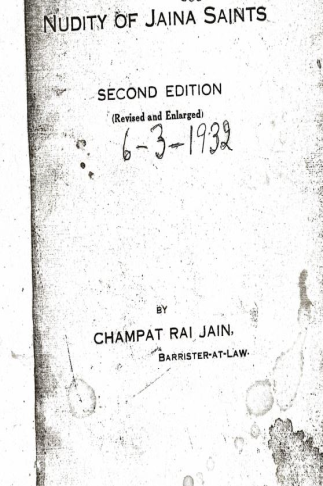 NUDITY OF JAINA SAINTS
SECOND EDITION
(Revised and Enlarged)
6-3-1932
BY
CHAMPAT RAI JAIN,
BARRISTER-AT-LAW.